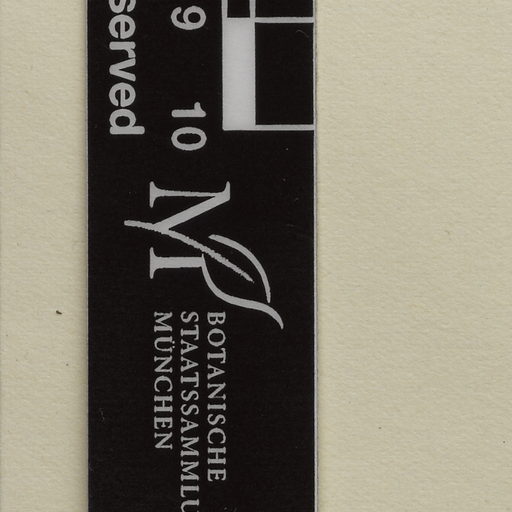 served
9 10
M
BOTANISCHE
STAATSSAMMLU
MÜNCHEN